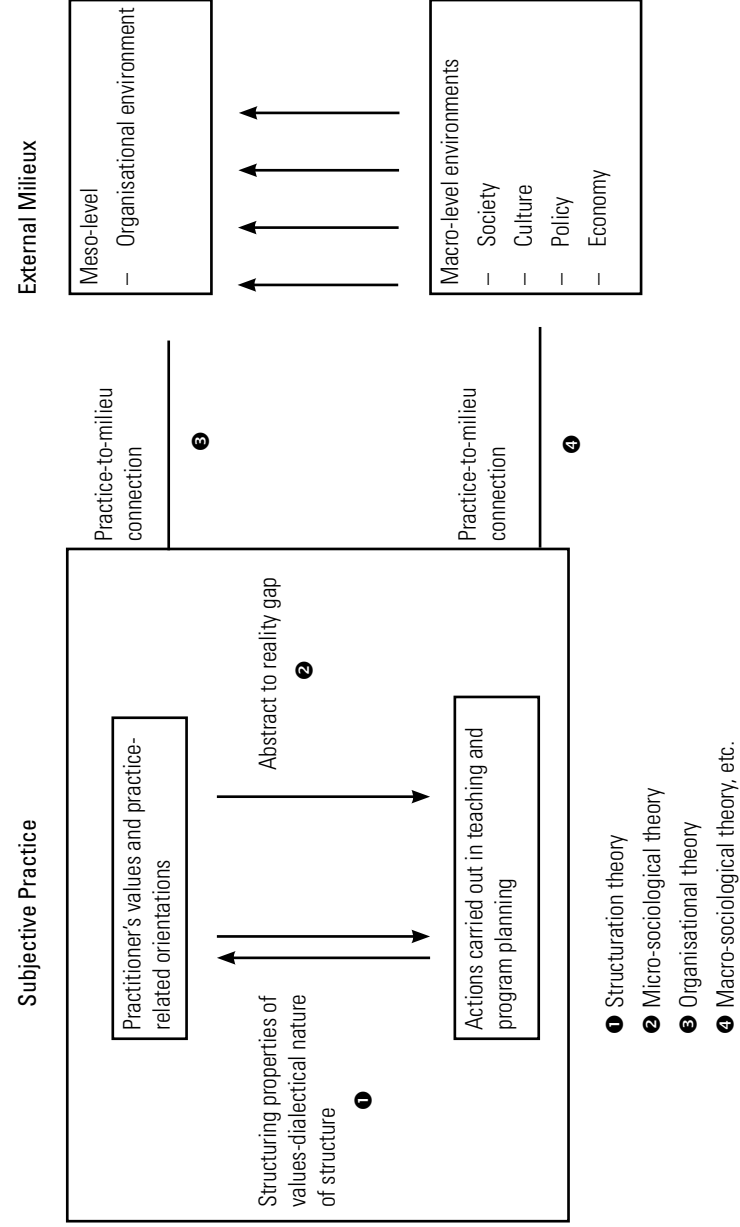 Subjective Practice
External Milieux
Practitioner's values and practice-
related orientations
Structuring properties of
values-dialectical nature
of structure
❶
Abstract to reality gap
❷
Actions carried out in teaching and
program planning
Practice-to-milieu
connection
❸
Practice-to-milieu
connection
❹
Meso-level
– Organisational environment
Macro-level environments
– Society
– Culture
– Policy
– Economy
❶ Structuration theory
❷ Micro-sociological theory
❸ Organisational theory
❹ Macro-sociological theory, etc.